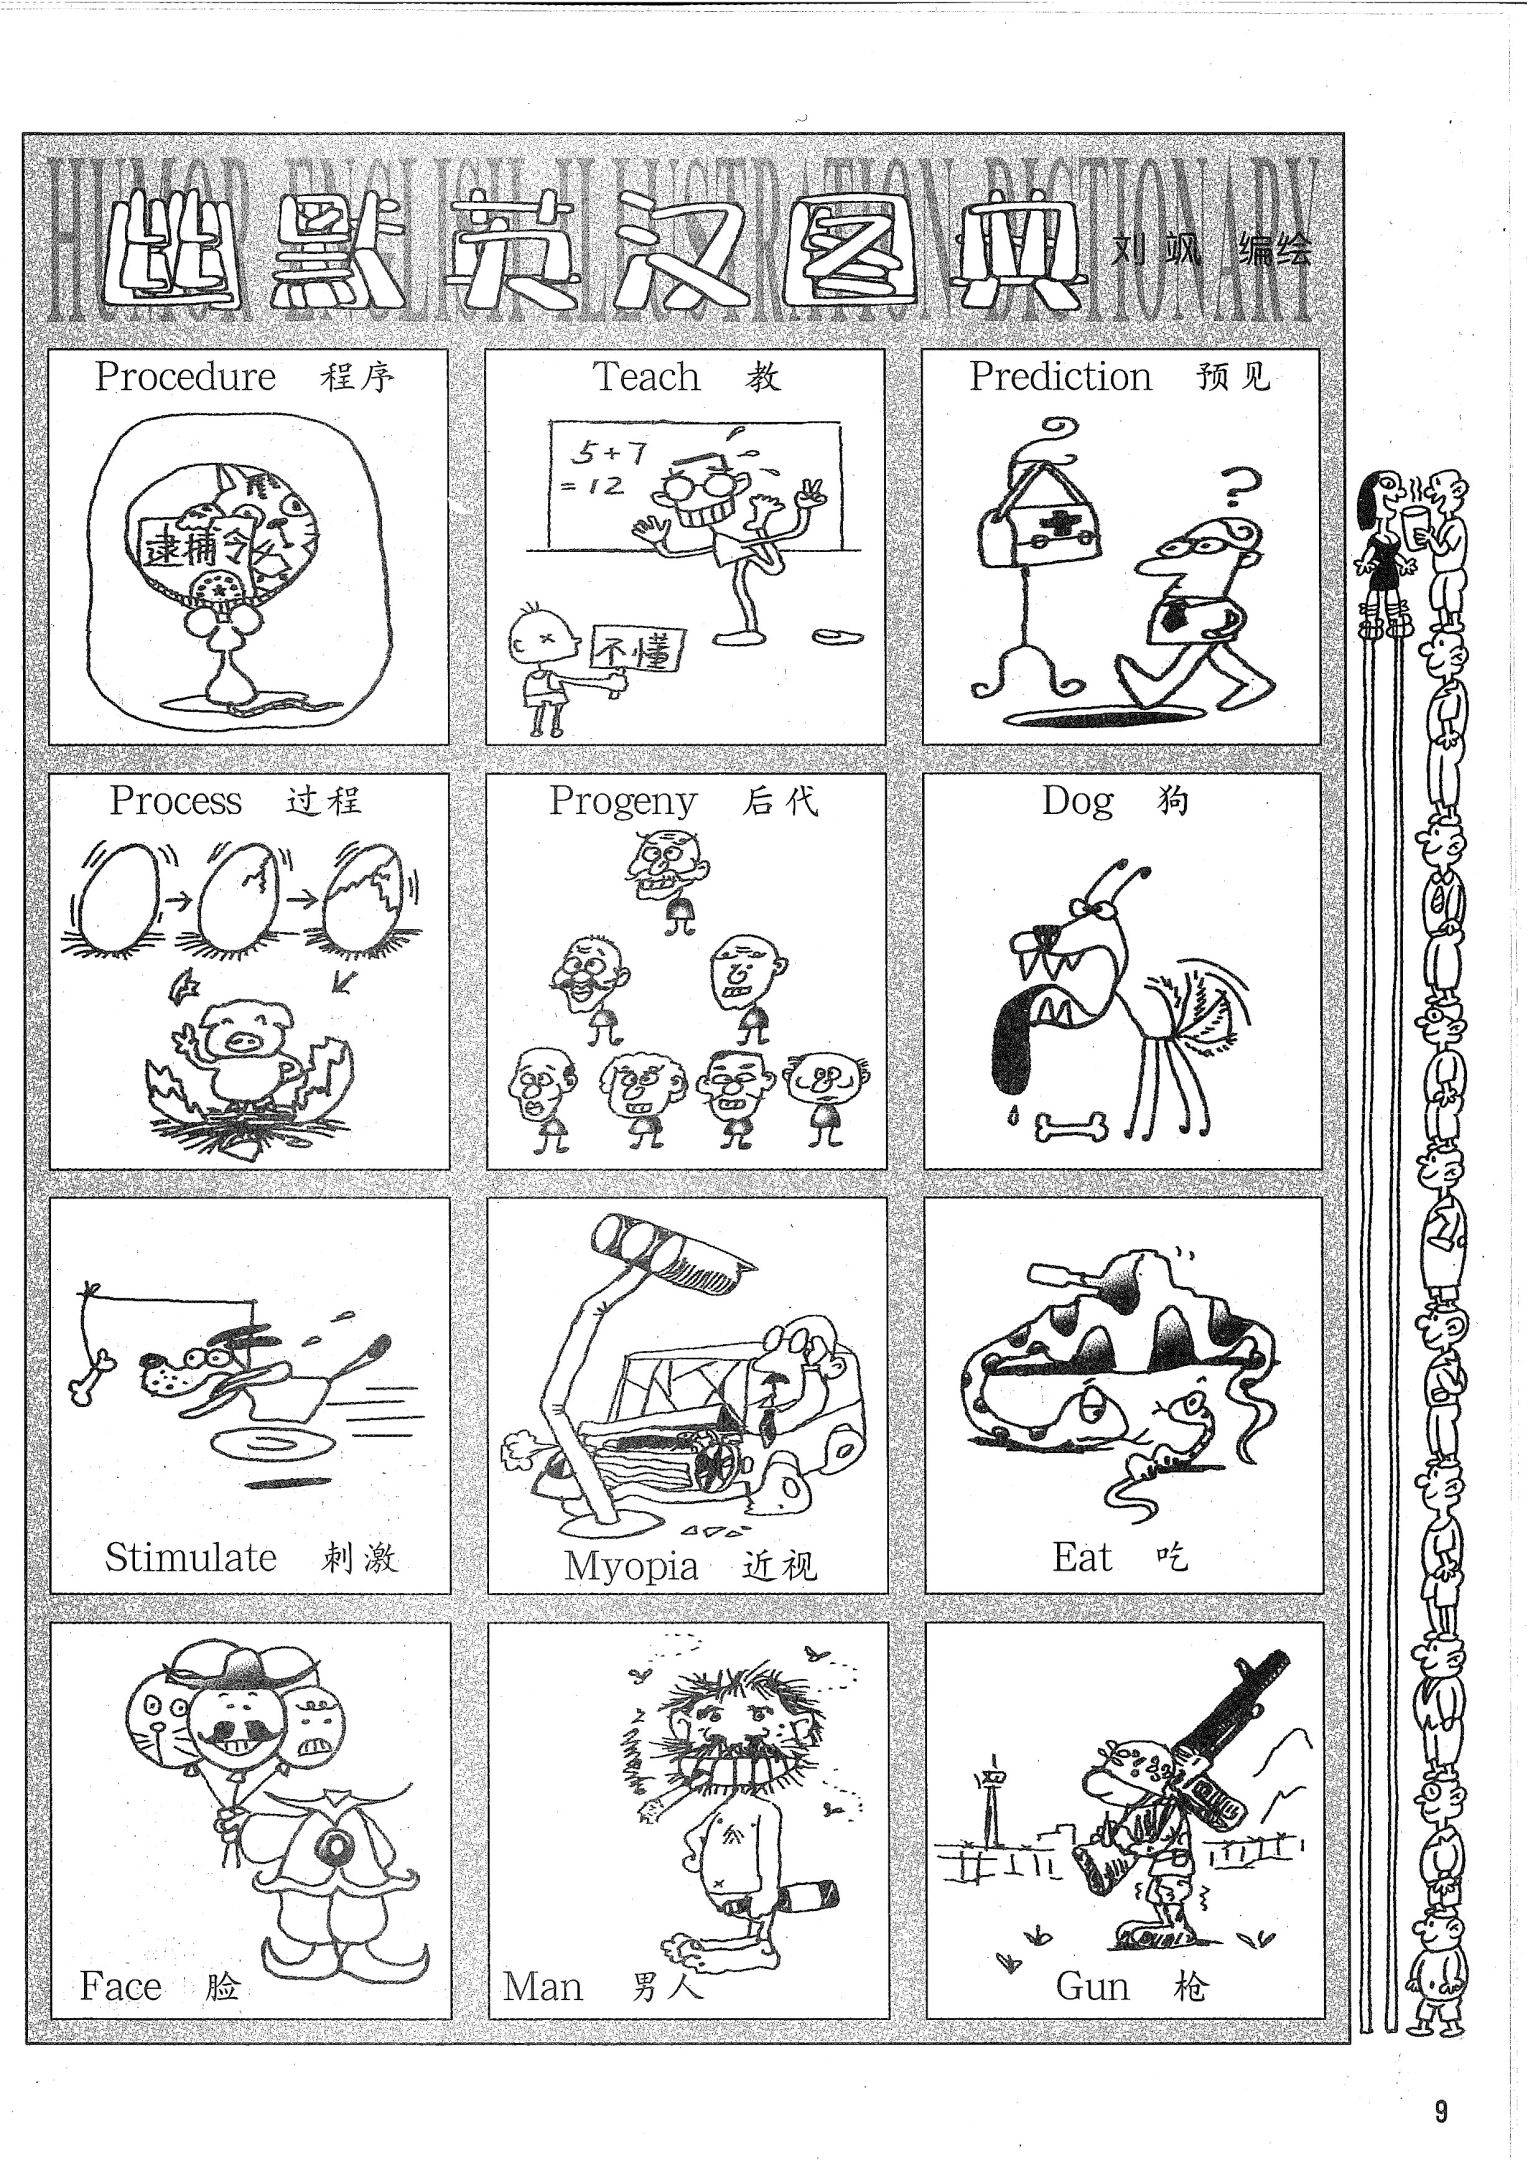 HUMOR ENGLISH ILLUSTRATION DICTIONARY
幽默英汉图典
刘飒 编绘
Procedure 程序
逮捕令
Teach 教
5+7
=12
不懂
Prediction 预见
?
Process 过程
Progeny 后代
Dog 狗
Stimulate 刺激
Myopia 近视
Eat 吃
Face 脸
Man 男人
Gun 枪
9